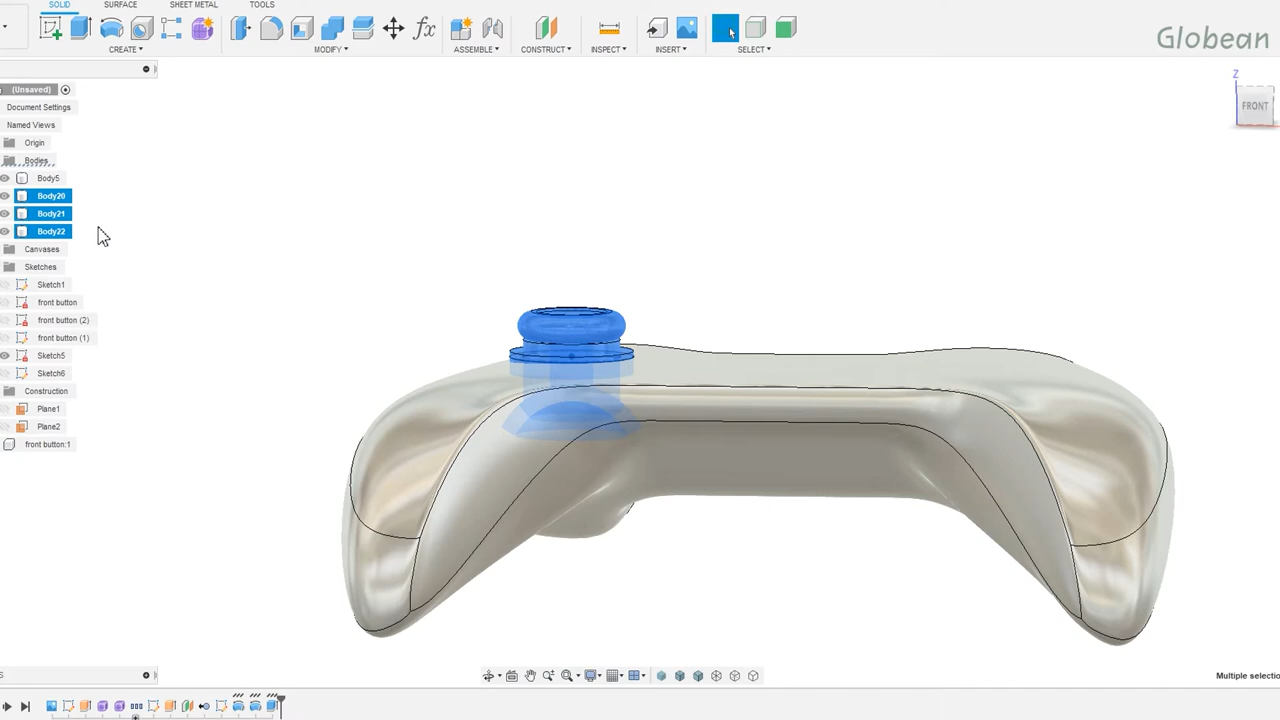 SOLID SURFACE SHEET METAL TOOLS
CREATE MODIFY ASSEMBLE CONSTRUCT INSPECT INSERT SELECT
Globean
(Unsaved)
Document Settings
Named Views
Origin
Bodies
Body5
Body20
Body21
Body22
Canvases
Sketches
Sketch1
front button
front button (2)
front button (1)
Sketch5
Sketch6
Construction
Plane1
Plane2
front button:1
Z
FRONT
fx
Multiple selectio